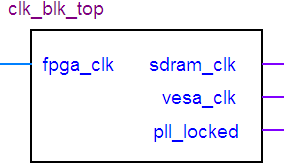 clk_blk_top
fpga_clk sdram_clk
vesa_clk
pll_locked